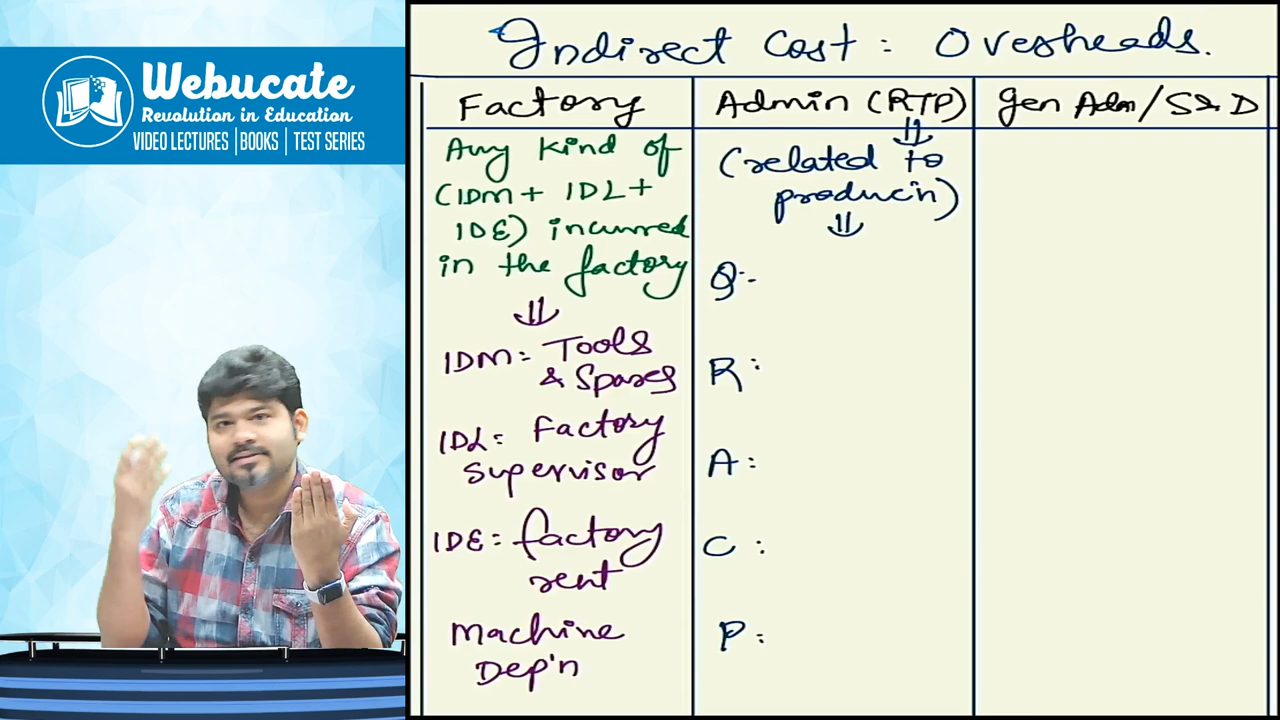 Webucate
Revolution in Education
VIDEO LECTURES | BOOKS | TEST SERIES
Indirect Cost : Overheads.
Factory
Any kind of
(IDM + IDL +
IDE) incurred
in the factory
IDM = Tools
& Spares
IDL = Factory
Supervisor
IDE = factory
rent
Machine
Dep'n
Admin (RTP)
(related to
produc'n)
Q :-
R :
A :
C :
P :
Gen Adm / S & D